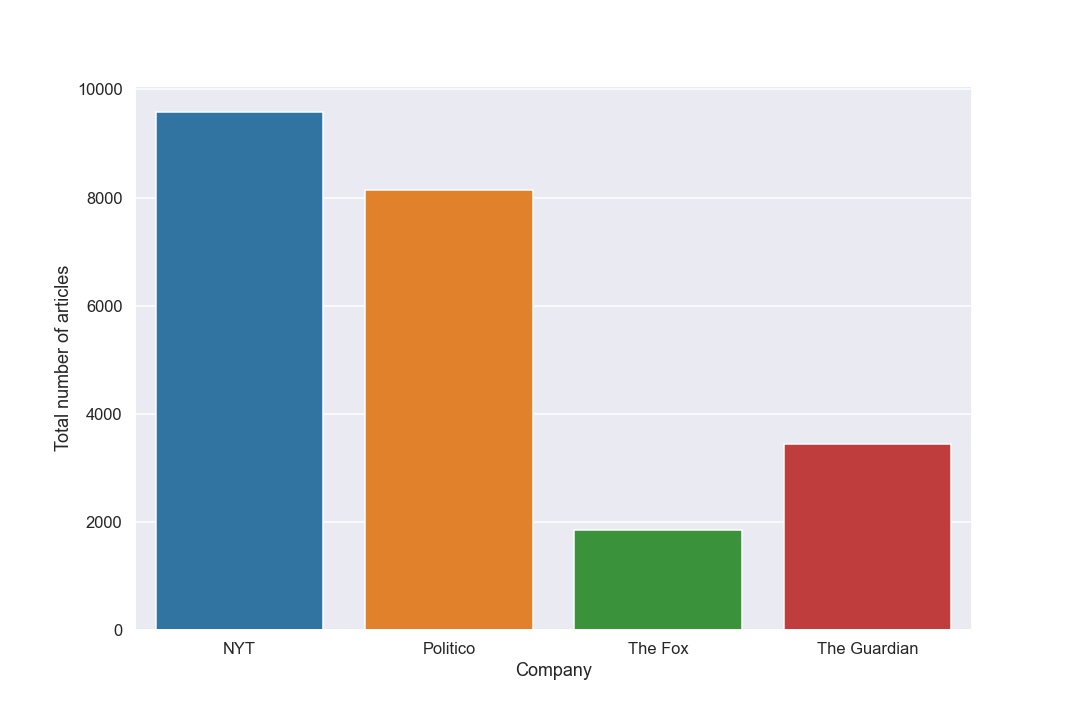 10000
8000
6000
4000
2000
0
Total number of articles
NYT
Politico
The Fox
The Guardian
Company